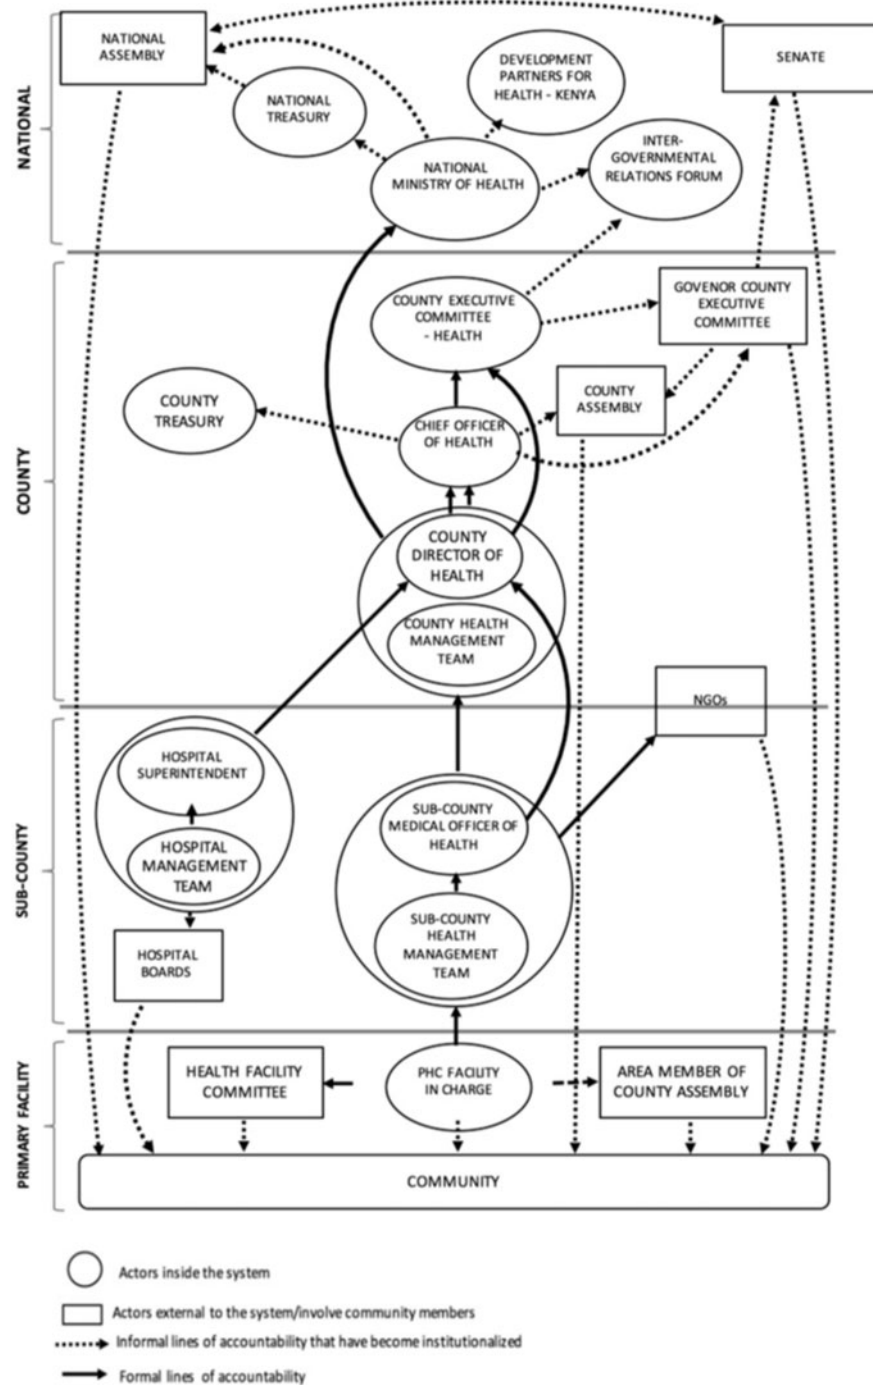 NATIONAL
ASSEMBLY
SENATE
DEVELOPMENT
PARTNERS FOR
HEALTH - KENYA
NATIONAL
TREASURY
NATIONAL
MINISTRY OF HEALTH
INTER-
GOVERNMENTAL
RELATIONS FORUM
NATIONAL
COUNTY EXECUTIVE
COMMITTEE
- HEALTH
GOVENOR COUNTY
EXECUTIVE
COMMITTEE
COUNTY
TREASURY
COUNTY
ASSEMBLY
CHIEF OFFICER
OF HEALTH
COUNTY
DIRECTOR OF
HEALTH
COUNTY HEALTH
MANAGEMENT
TEAM
COUNTY
NGOs
HOSPITAL
SUPERINTENDENT
HOSPITAL
MANAGEMENT
TEAM
SUB-COUNTY
MEDICAL OFFICER OF
HEALTH
SUB-COUNTY
HEALTH
MANAGEMENT
TEAM
HOSPITAL
BOARDS
SUB-COUNTY
HEALTH FACILITY
COMMITTEE
PHC FACILITY
IN CHARGE
AREA MEMBER OF
COUNTY ASSEMBLY
PRIMARY FACILITY
COMMUNITY
Actors inside the system
Actors external to the system/involve community members
Informal lines of accountability that have become institutionalized
Formal lines of accountability